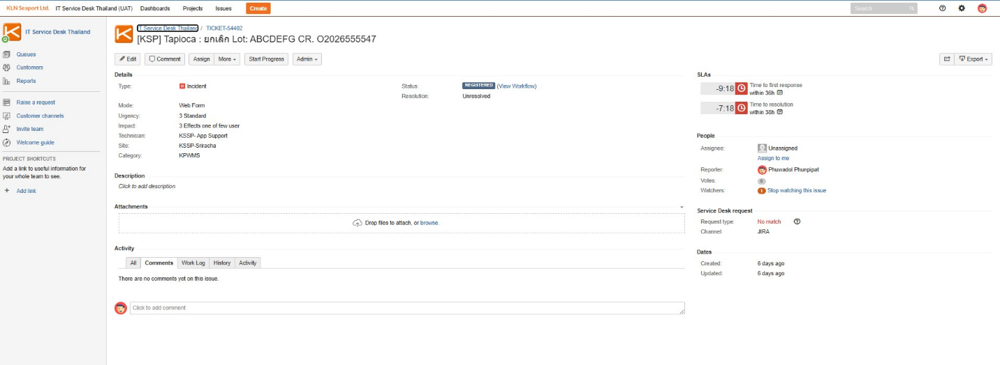 KLN Seaport Ltd. IT Service Desk Thailand (UAT) Dashboards Projects Issues Create Search
IT Service Desk Thailand
Queues
Customers
Reports
Raise a request
Customer channels
Invite team
Welcome guide
PROJECT SHORTCUTS
Add a link to useful information for
your whole team to see.
+ Add link
IT Service Desk Thailand / TICKET-54402
[KSP] Tapioca : ยกเลิก Lot: ABCDEFG CR. O2026555547
Edit Comment Assign More Start Progress Admin Export
Details
Type: Incident
Status: REGISTERED (View Workflow)
Resolution: Unresolved
Mode: Web Form
Urgency: 3 Standard
Impact: 3 Effects one of few user
Technician: KSSP- App Support
Site: KSSP-Sriracha
Category: KPWMS
Description
Click to add description
Attachments
Drop files to attach, or browse.
Activity
All Comments Work Log History Activity
There are no comments yet on this issue.
Click to add comment
SLAs
-9:18 Time to first response
within 36h
-7:18 Time to resolution
within 38h
People
Assignee: Unassigned
Assign to me
Reporter: Phuwadol Phunpipat
Votes: 0
Watchers: 1 Stop watching this issue
Service Desk request
Request type: No match
Channel: JIRA
Dates
Created: 6 days ago
Updated: 6 days ago